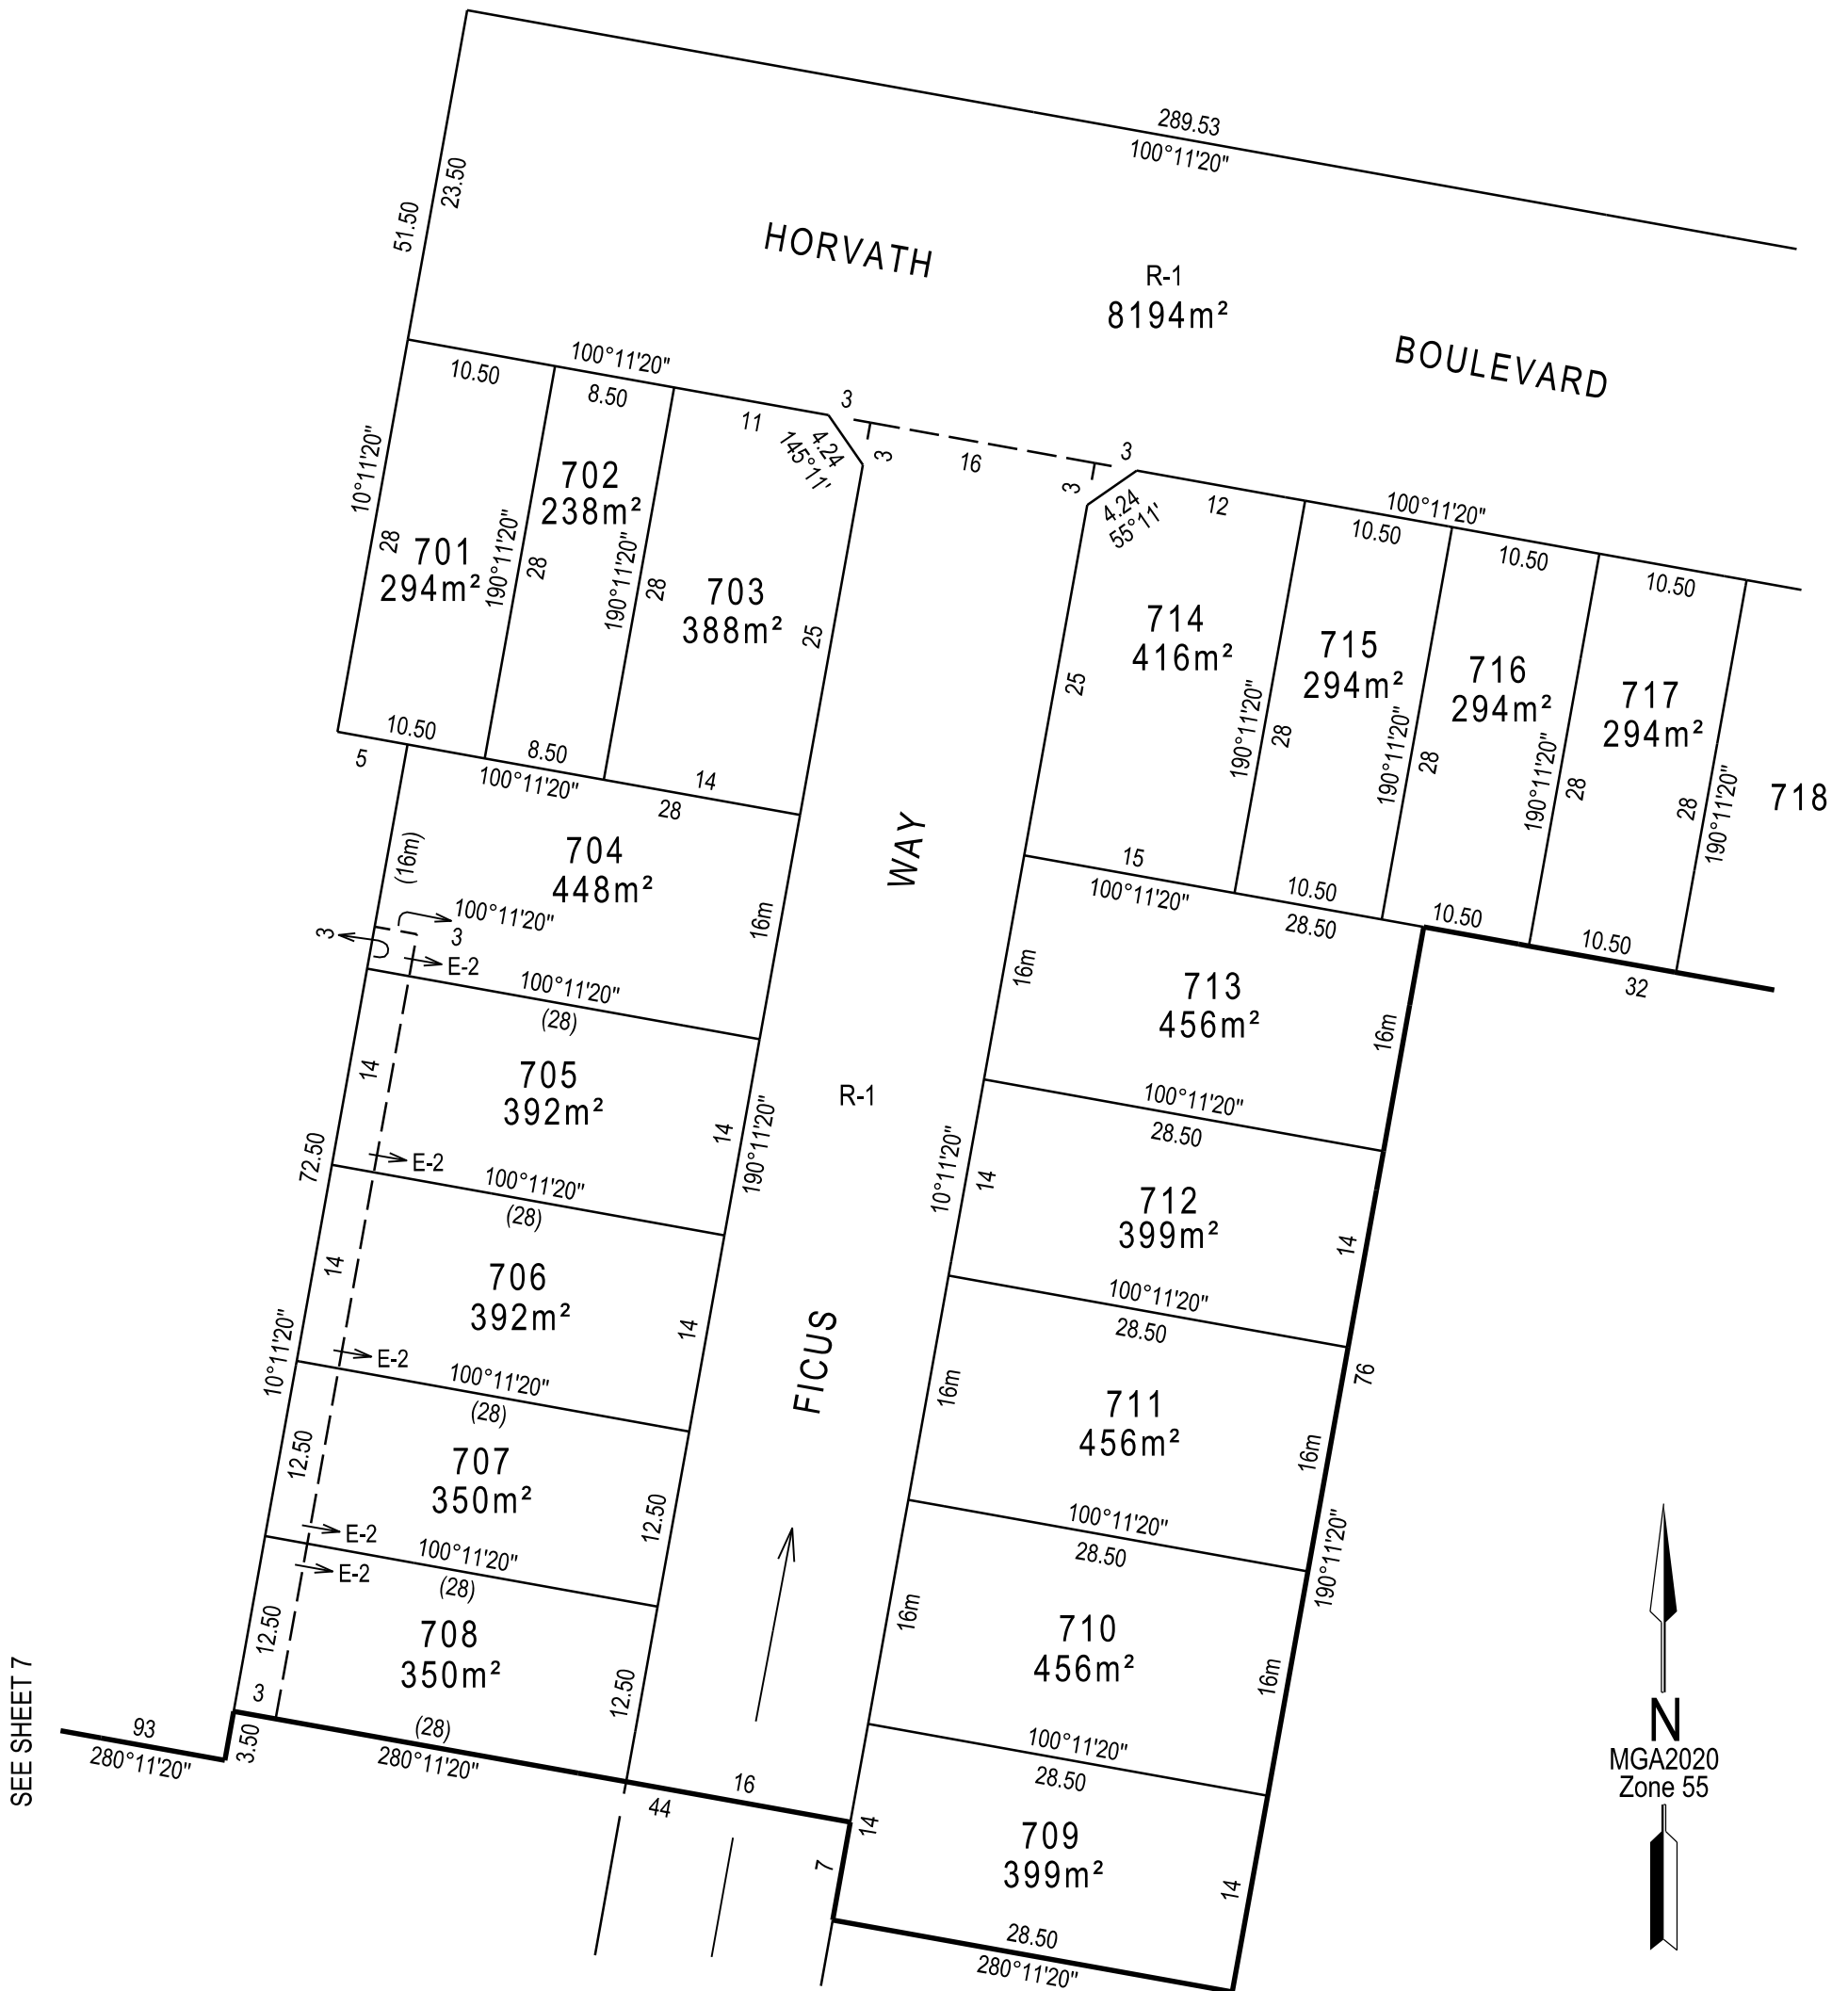 289.53
100°11'20"
23.50
51.50
HORVATH
R-1
8194m²
BOULEVARD
100°11'20"
10.50
8.50
11
3
4.24
145°11'
3
16
3
3
4.24
55°11'
12
100°11'20"
10.50
10.50
10.50
10°11'20"
28
701
294m²
190°11'20"
28
702
238m²
190°11'20"
28
703
388m²
25
714
416m²
25
190°11'20"
28
715
294m²
190°11'20"
28
716
294m²
190°11'20"
28
717
294m²
28
190°11'20"
718
10.50
5
8.50
100°11'20"
14
28
15
100°11'20"
10.50
28.50
10.50
10.50
32
704
448m²
(16m)
16m
3
100°11'20"
3
E-2
100°11'20"
(28)
WAY
713
456m²
16m
16m
100°11'20"
28.50
705
392m²
14
14
190°11'20"
72.50
E-2
100°11'20"
(28)
R-1
10°11'20"
712
399m²
14
14
100°11'20"
28.50
706
392m²
14
14
10°11'20"
E-2
100°11'20"
(28)
FICUS
711
456m²
16m
16m
76
190°11'20"
100°11'20"
28.50
707
350m²
12.50
12.50
E-2
100°11'20"
(28)
E-2
708
350m²
12.50
12.50
3
(28)
280°11'20"
3.50
93
280°11'20"
SEE SHEET 7
16
44
710
456m²
16m
16m
100°11'20"
28.50
709
399m²
14
7
14
28.50
280°11'20"
N
MGA2020
Zone 55